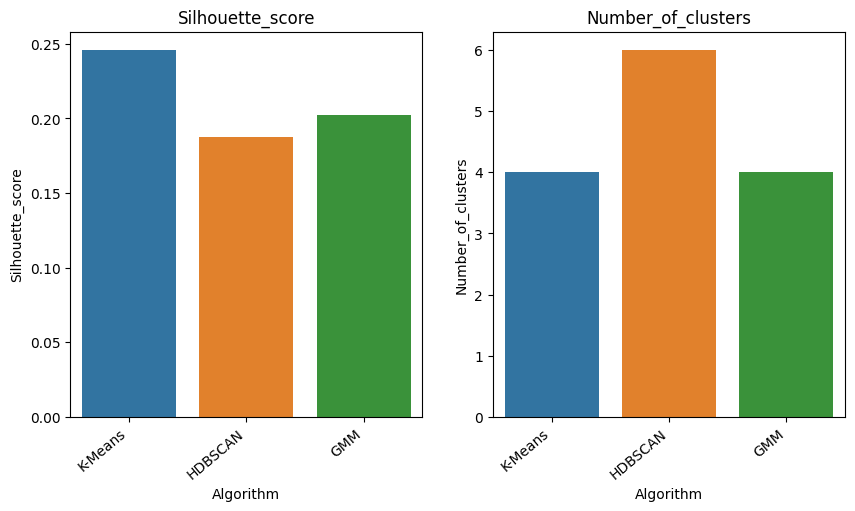 Silhouette_score
Silhouette_score
0.25
0.20
0.15
0.10
0.05
0.00
K-Means
HDBSCAN
GMM
Algorithm
Number_of_clusters
Number_of_clusters
6
5
4
3
2
1
0
K-Means
HDBSCAN
GMM
Algorithm